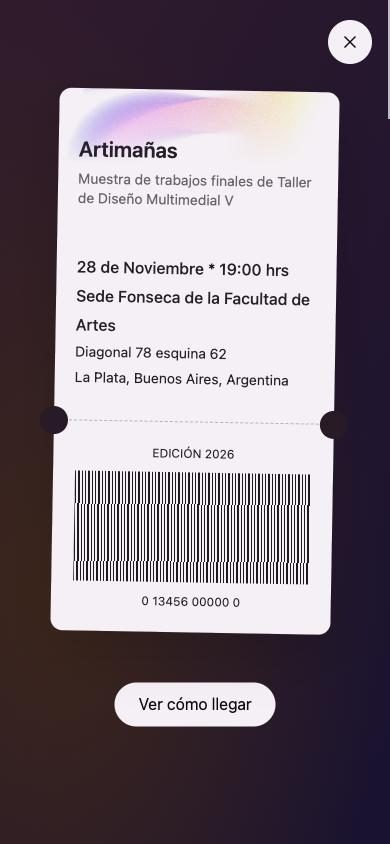 Artimañas
Muestra de trabajos finales de Taller
de Diseño Multimedial V
28 de Noviembre * 19:00 hrs
Sede Fonseca de la Facultad de
Artes
Diagonal 78 esquina 62
La Plata, Buenos Aires, Argentina
EDICIÓN 2026
0 13456 00000 0
Ver cómo llegar